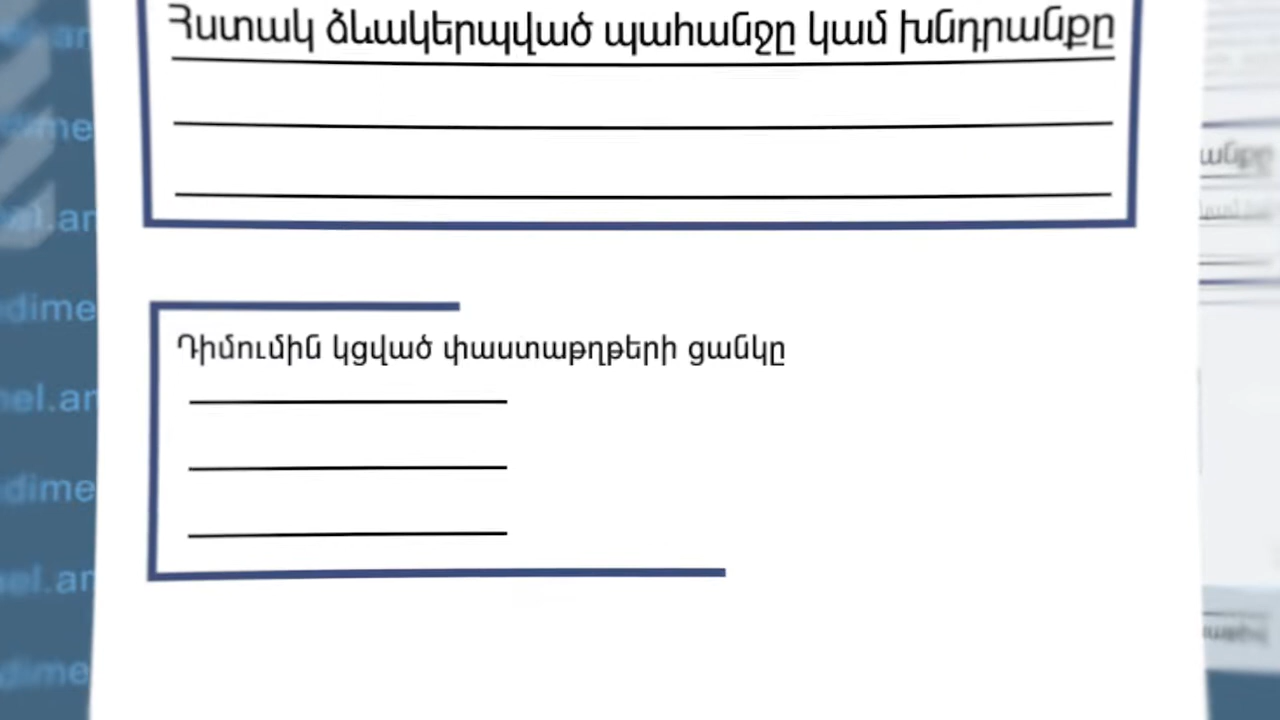 Հստակ ձևակերպված պահանջը կամ խնդրանքը
Դիմումին կցված փաստաթղթերի ցանկը